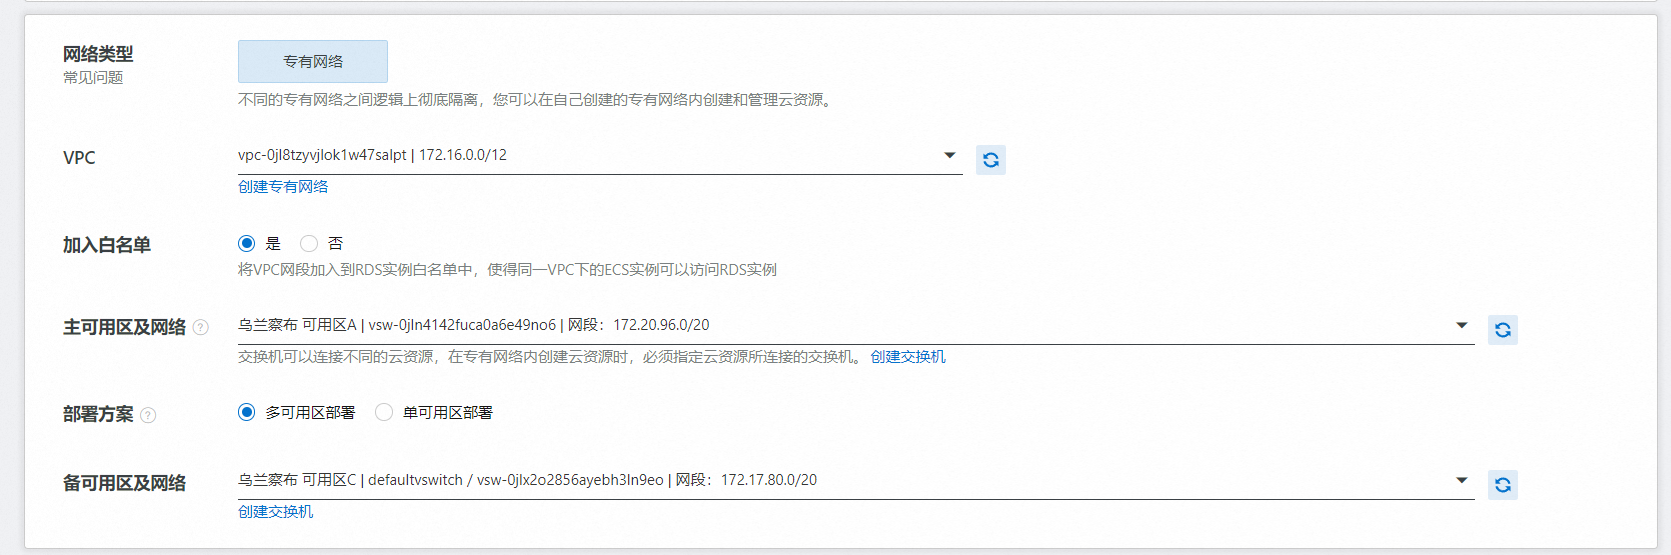 网络类型
常见问题
专有网络
不同的专有网络之间逻辑上彻底隔离，您可以在自己创建的专有网络内创建和管理云资源。
VPC
vpc-0jl8tzyvjlok1w47salpt | 172.16.0.0/12
创建专有网络
加入白名单
是 否
将VPC网段加入到RDS实例白名单中，使得同一VPC下的ECS实例可以访问RDS实例
主可用区及网络 ?
乌兰察布 可用区A | vsw-0jln4142fuca0a6e49no6 | 网段：172.20.96.0/20
交换机可以连接不同的云资源，在专有网络内创建云资源时，必须指定云资源所连接的交换机。 创建交换机
部署方案 ?
多可用区部署 单可用区部署
备可用区及网络
乌兰察布 可用区C | defaultvswitch / vsw-0jlx2o2856ayebh3ln9eo | 网段：172.17.80.0/20
创建交换机